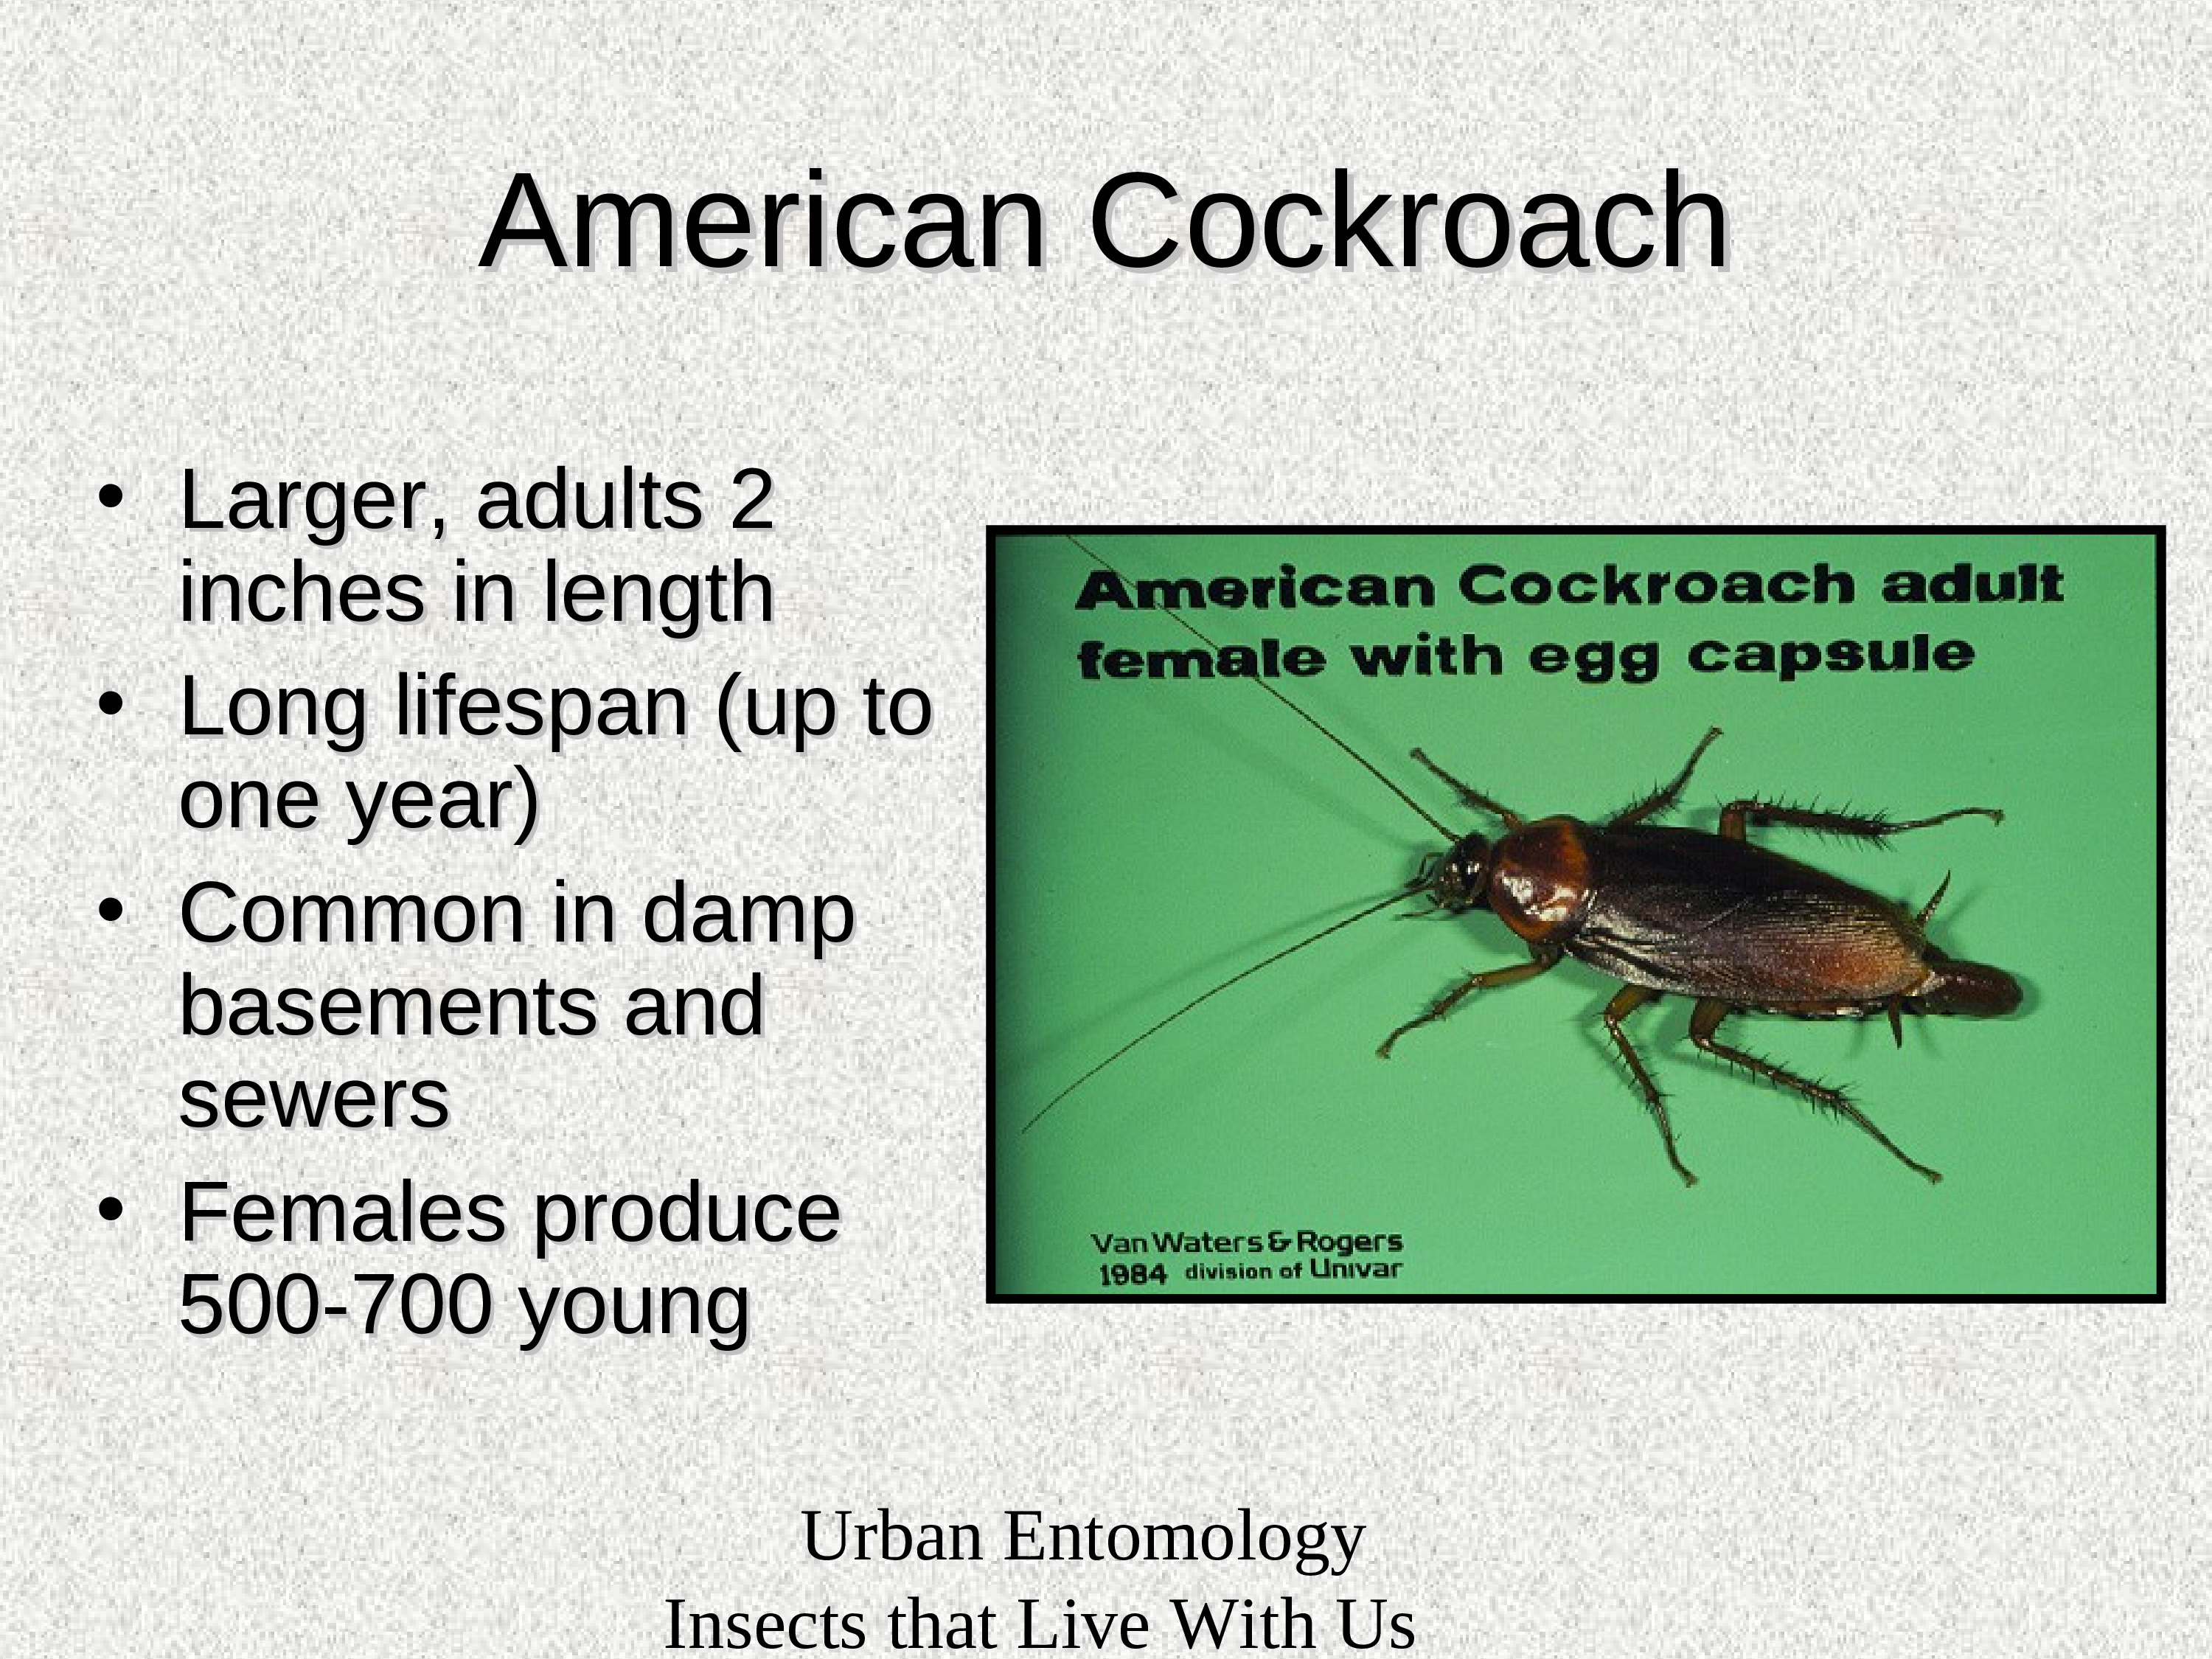 American Cockroach
• Larger, adults 2
inches in length
• Long lifespan (up to
one year)
• Common in damp
basements and
sewers
• Females produce
500-700 young
American Cockroach adult
female with egg capsule
Van Waters & Rogers
1984 division of Univar
Urban Entomology
Insects that Live With Us